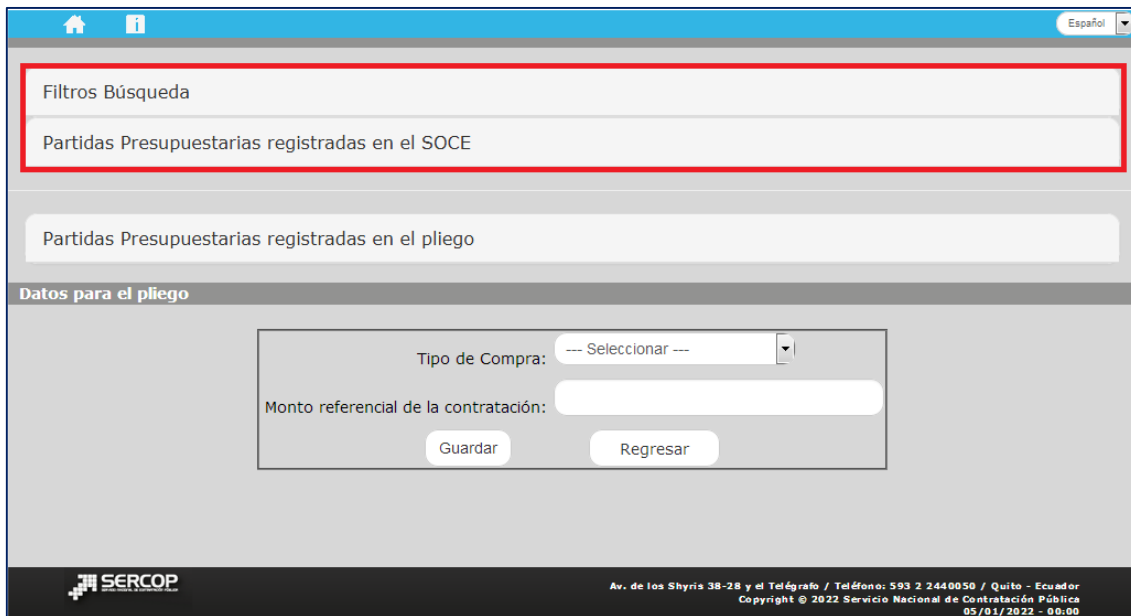 Español
Filtros Búsqueda
Partidas Presupuestarias registradas en el SOCE
Partidas Presupuestarias registradas en el pliego
Datos para el pliego
Tipo de Compra:
--- Seleccionar ---
Monto referencial de la contratación:
Guardar
Regresar
SERCOP
Av. de los Shyris 38-28 y el Telégrafo / Teléfono: 593 2 2440050 / Quito - Ecuador
Copyright © 2022 Servicio Nacional de Contratación Pública
05/01/2022 - 00:00